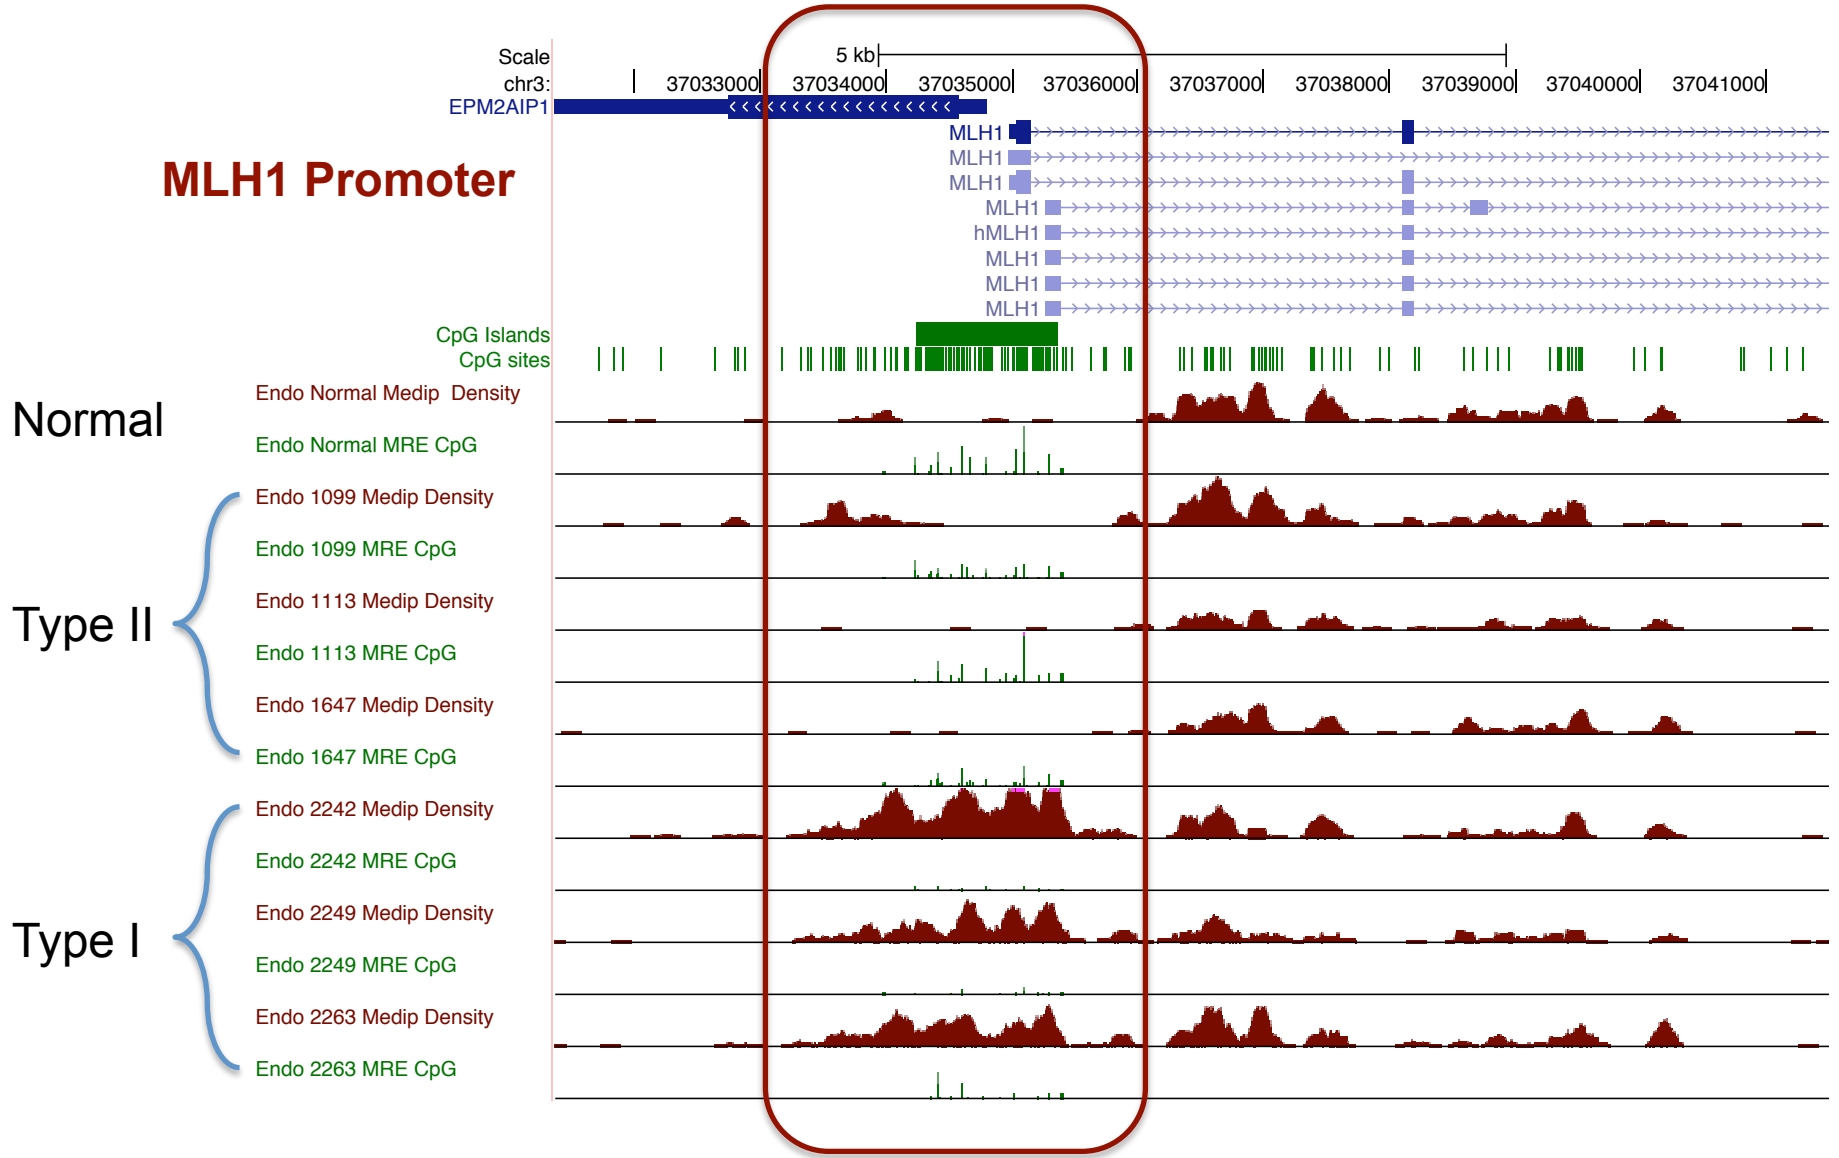 Scale 5 kb
chr3: 37033000 37034000 37035000 37036000 37037000 37038000 37039000 37040000 37041000
EPM2AIP1
MLH1
MLH1 Promoter
MLH1
MLH1
MLH1
hMLH1
MLH1
MLH1
MLH1
CpG Islands
CpG sites
Normal
Endo Normal Medip Density
Endo Normal MRE CpG
Type II
Endo 1099 Medip Density
Endo 1099 MRE CpG
Endo 1113 Medip Density
Endo 1113 MRE CpG
Endo 1647 Medip Density
Endo 1647 MRE CpG
Type I
Endo 2242 Medip Density
Endo 2242 MRE CpG
Endo 2249 Medip Density
Endo 2249 MRE CpG
Endo 2263 Medip Density
Endo 2263 MRE CpG